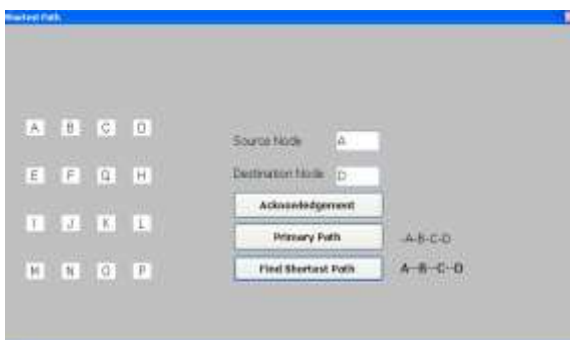 Shortest Path
A B C D
Source Node A
E F G H
Destination Node D
Acknowledgement
I J K L
Primary Path -A-B-C-D
M N O P
Find Shortest Path A--B--C--D